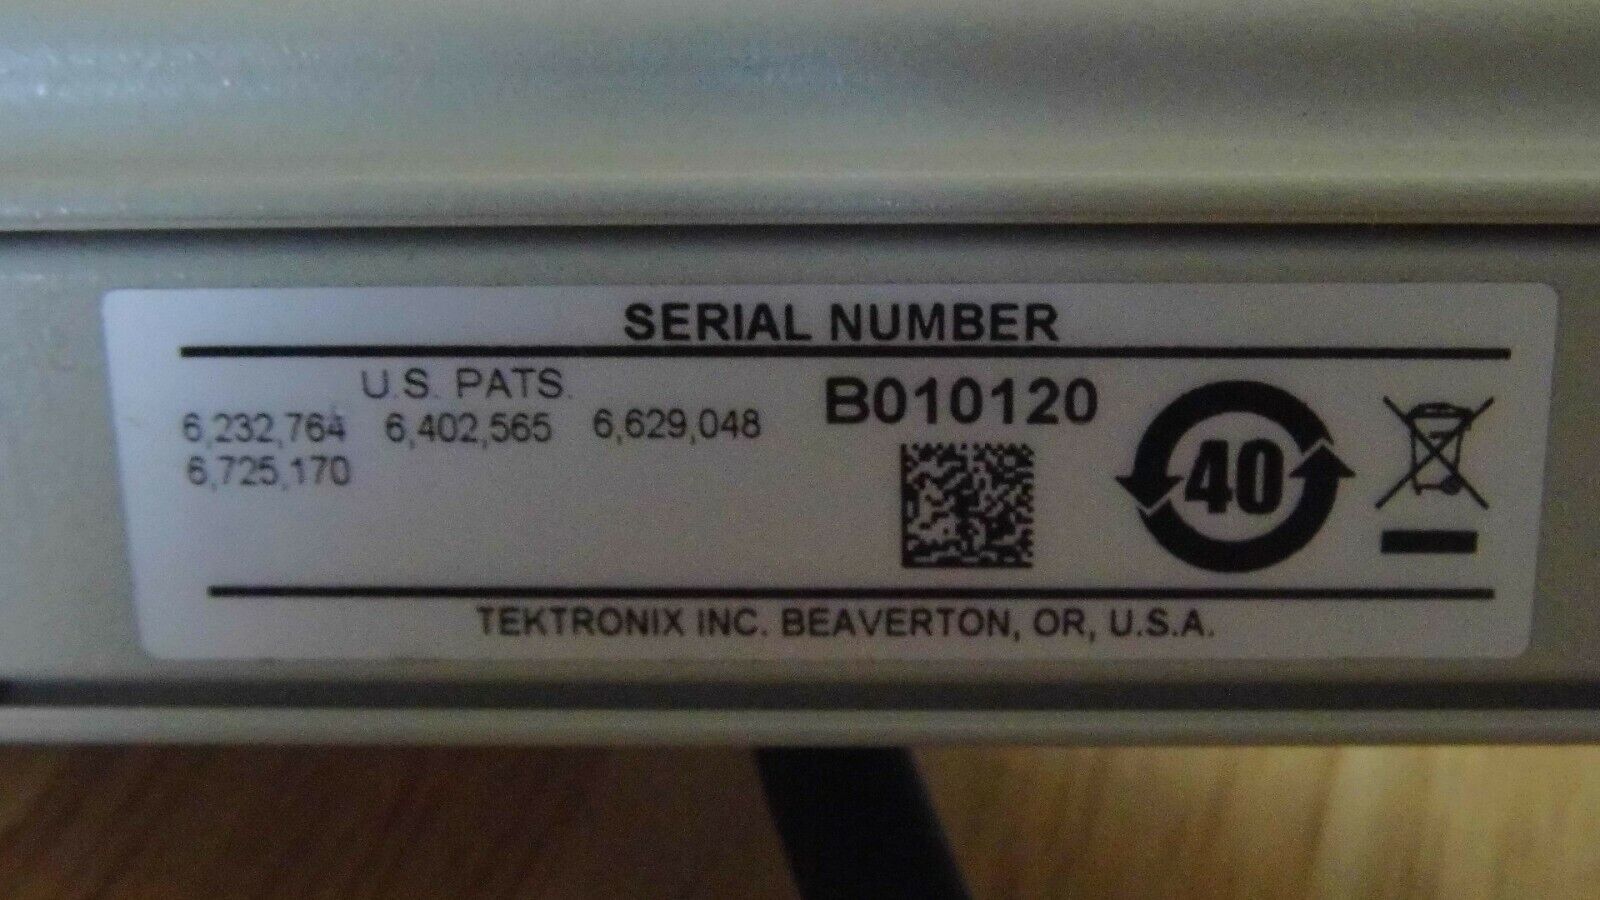 SERIAL NUMBER
U.S. PATS.
6,232,764 6,402,565 6,629,048
6,725,170
B010120
40
TEKTRONIX INC. BEAVERTON, OR, U.S.A.